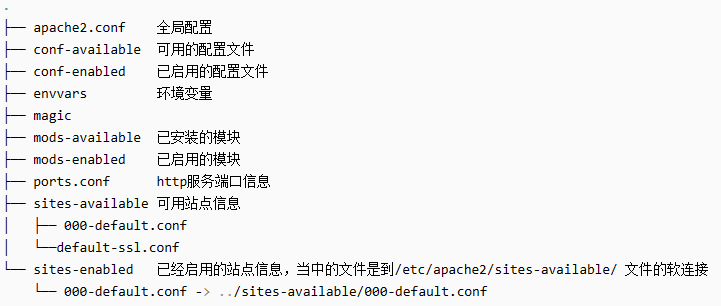 .
├── apache2.conf    全局配置
├── conf-available  可用的配置文件
├── conf-enabled    已启用的配置文件
├── envvars         环境变量
├── magic
├── mods-available  已安装的模块
├── mods-enabled    已启用的模块
├── ports.conf      http服务端口信息
├── sites-available 可用站点信息
│   ├── 000-default.conf
│   └──default-ssl.conf
└── sites-enabled   已经启用的站点信息，当中的文件是到/etc/apache2/sites-available/ 文件的软连接
    └── 000-default.conf -> ../sites-available/000-default.conf